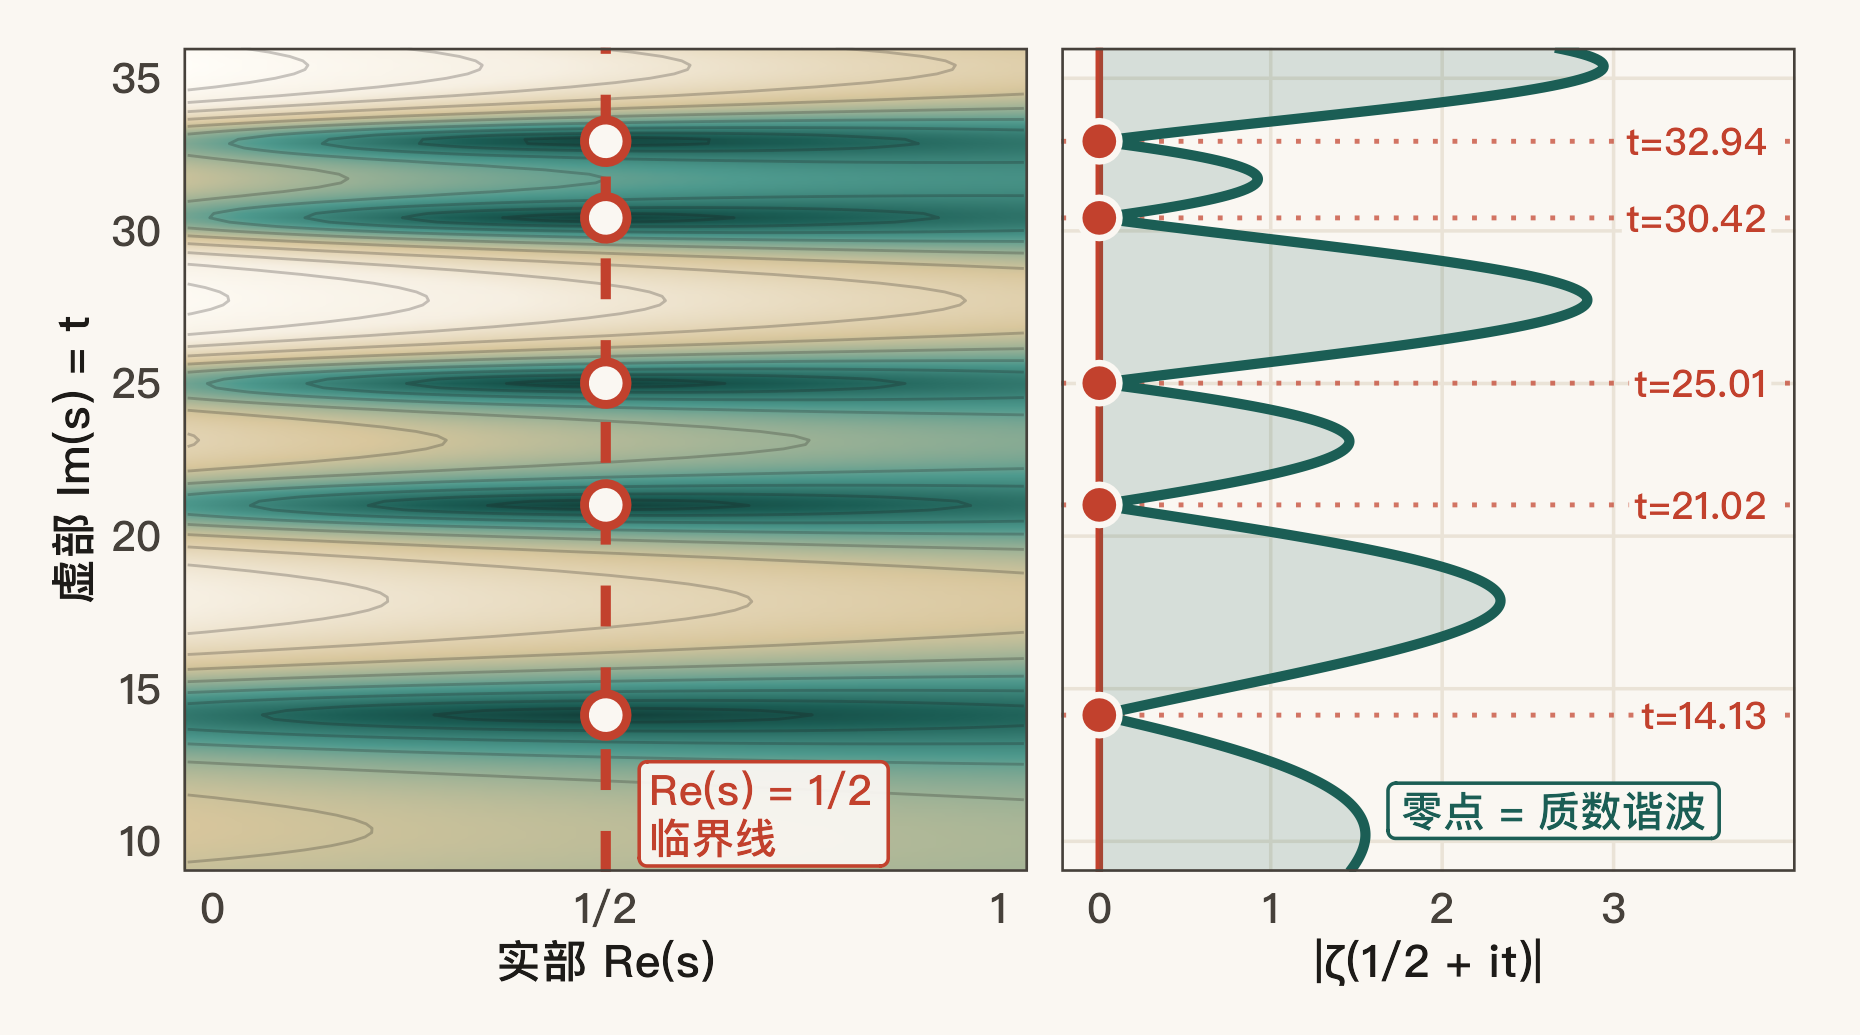 虚部 Im(s) = t
35
30
25
20
15
10
Re(s) = 1/2
临界线
0
1/2
1
实部 Re(s)
t=32.94
t=30.42
t=25.01
t=21.02
t=14.13
零点 = 质数谐波
0
1
2
3
|ζ(1/2 + it)|